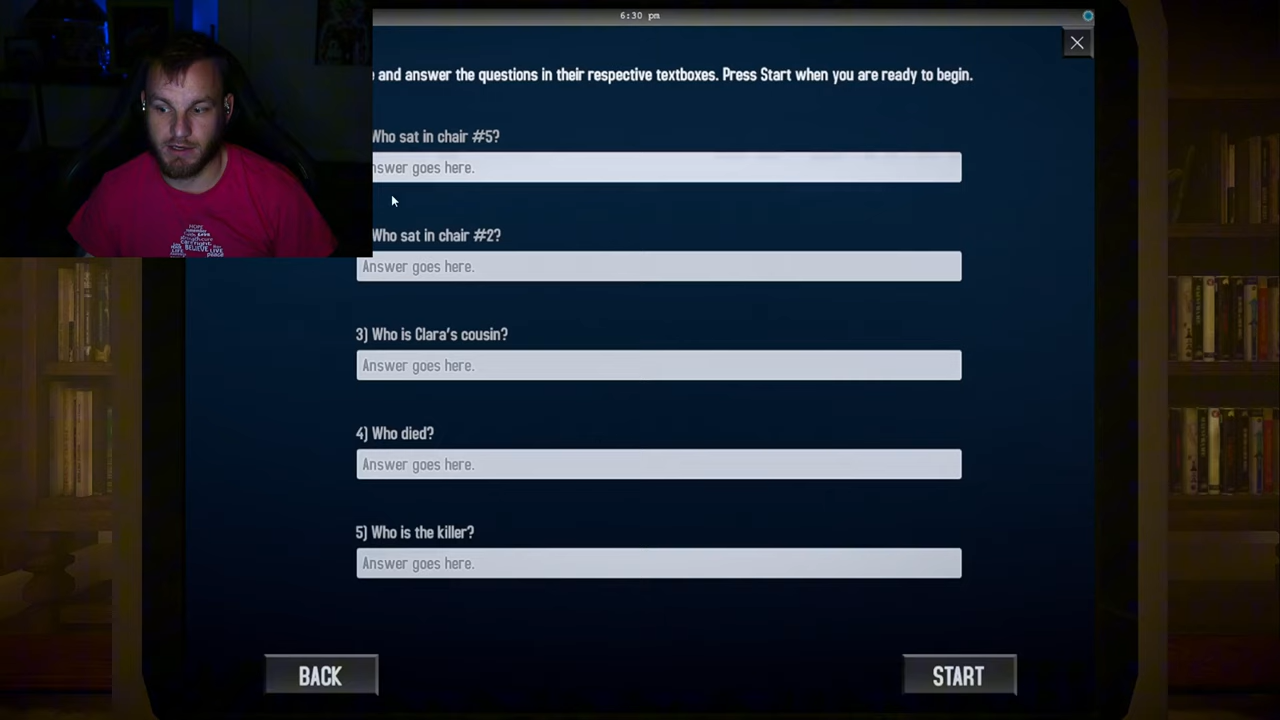 6:30 pm
and answer the questions in their respective textboxes. Press Start when you are ready to begin.
Who sat in chair #5?
nswer goes here.
Who sat in chair #2?
Answer goes here.
3) Who is Clara's cousin?
Answer goes here.
4) Who died?
Answer goes here.
5) Who is the killer?
Answer goes here.
BACK
START
HOPE
BELIEVE LIVE